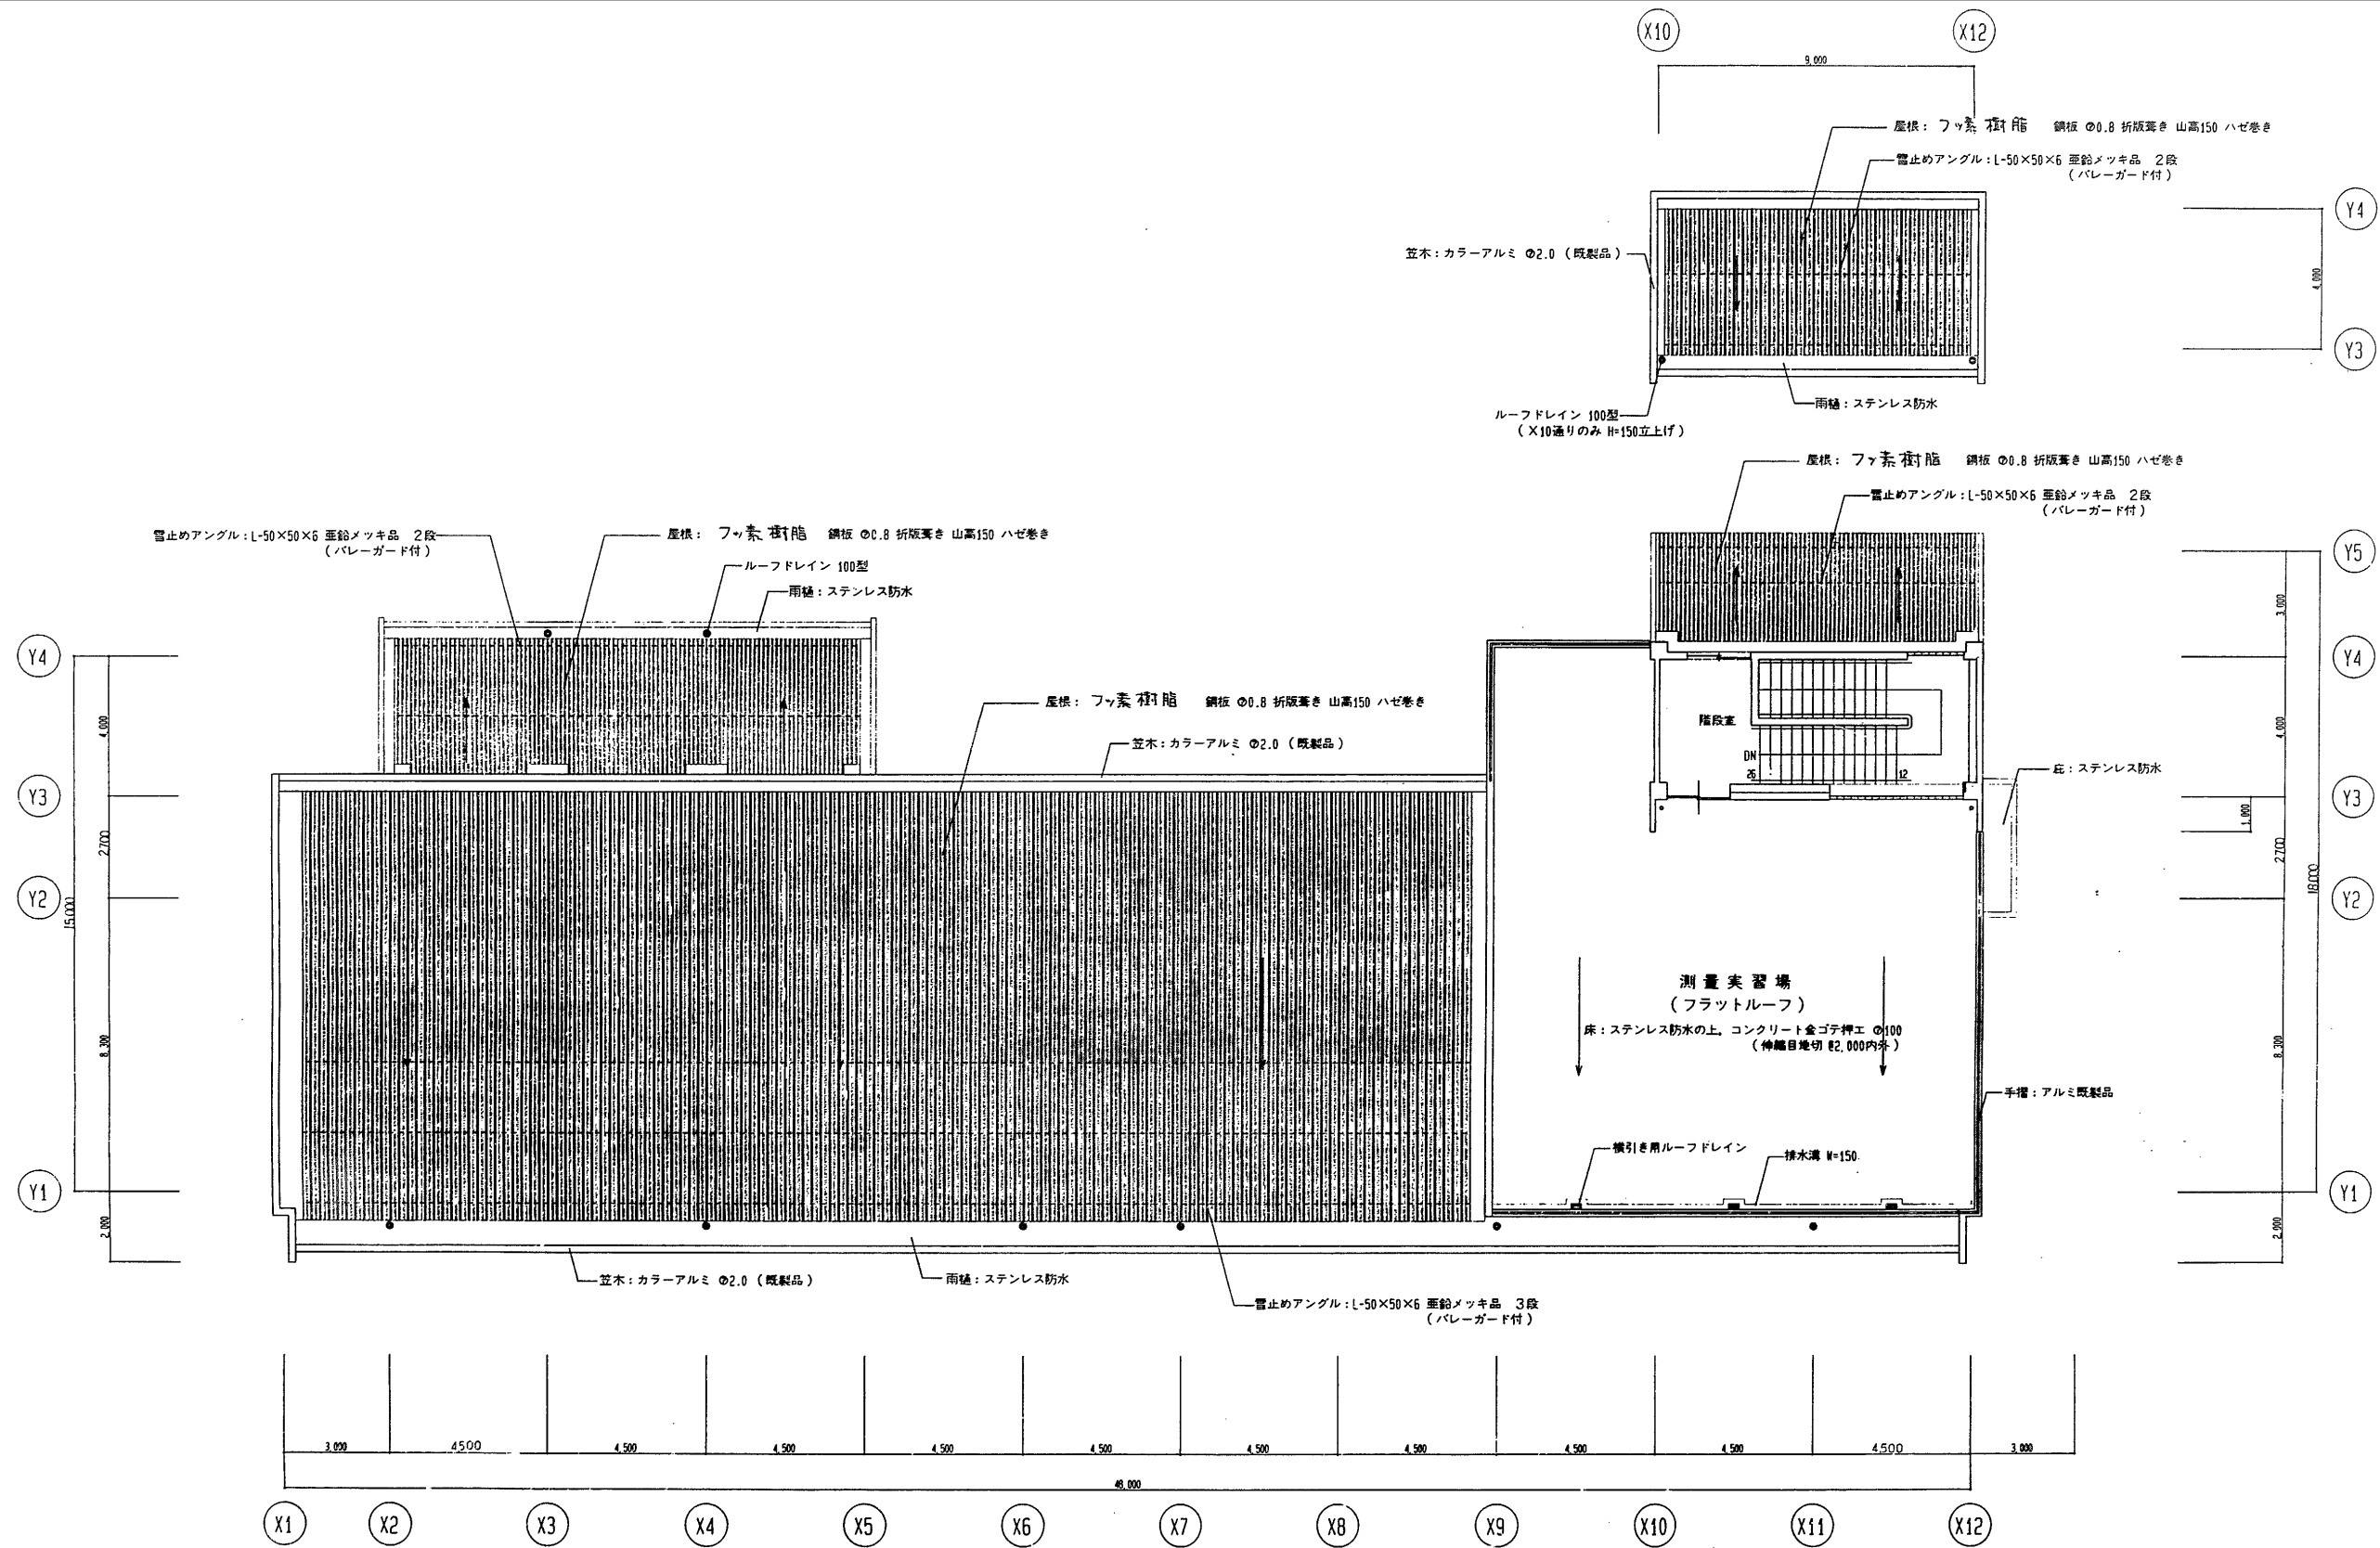 X10
X12
9,000
屋根： フッ素樹脂 鋼板 ⑦0.8 折版葺き 山高150 ハゼ巻き
雪止めアングル：L-50×50×6 亜鉛メッキ品 2段
（バレーガード付）
Y4
笠木：カラーアルミ ⑦2.0（既製品）
4,000
Y3
雨樋：ステンレス防水
ルーフドレイン 100型
（X10通りのみ H=150立上げ）
屋根： フッ素樹脂 鋼板 ⑦0.8 折版葺き 山高150 ハゼ巻き
雪止めアングル：L-50×50×6 亜鉛メッキ品 2段
（バレーガード付）
雪止めアングル：L-50×50×6 亜鉛メッキ品 2段
（バレーガード付）
屋根： フッ素樹脂 鋼板 ⑦0.8 折版葺き 山高150 ハゼ巻き
ルーフドレイン 100型
雨樋：ステンレス防水
Y5
3,000
Y4
Y4
4,000
4,000
屋根： フッ素樹脂 鋼板 ⑦0.8 折版葺き 山高150 ハゼ巻き
笠木：カラーアルミ ⑦2.0（既製品）
階段室
DN
26
12
庇：ステンレス防水
Y3
Y3
1,000
2700
2700
Y2
Y2
15,000
18,000
測量実習場
（フラットルーフ）
床：ステンレス防水の上，コンクリート金ゴテ押エ ⑦100
（伸縮目地切 @2,000内外）
8,300
8,300
手摺：アルミ既製品
横引き用ルーフドレイン
排水溝 W=150
Y1
Y1
2,000
2,000
笠木：カラーアルミ ⑦2.0（既製品）
雨樋：ステンレス防水
雪止めアングル：L-50×50×6 亜鉛メッキ品 3段
（バレーガード付）
3,000
4500
4,500
4,500
4,500
4,500
4,500
4,500
4,500
4,500
4,500
3,000
48,000
X1
X2
X3
X4
X5
X6
X7
X8
X9
X10
X11
X12